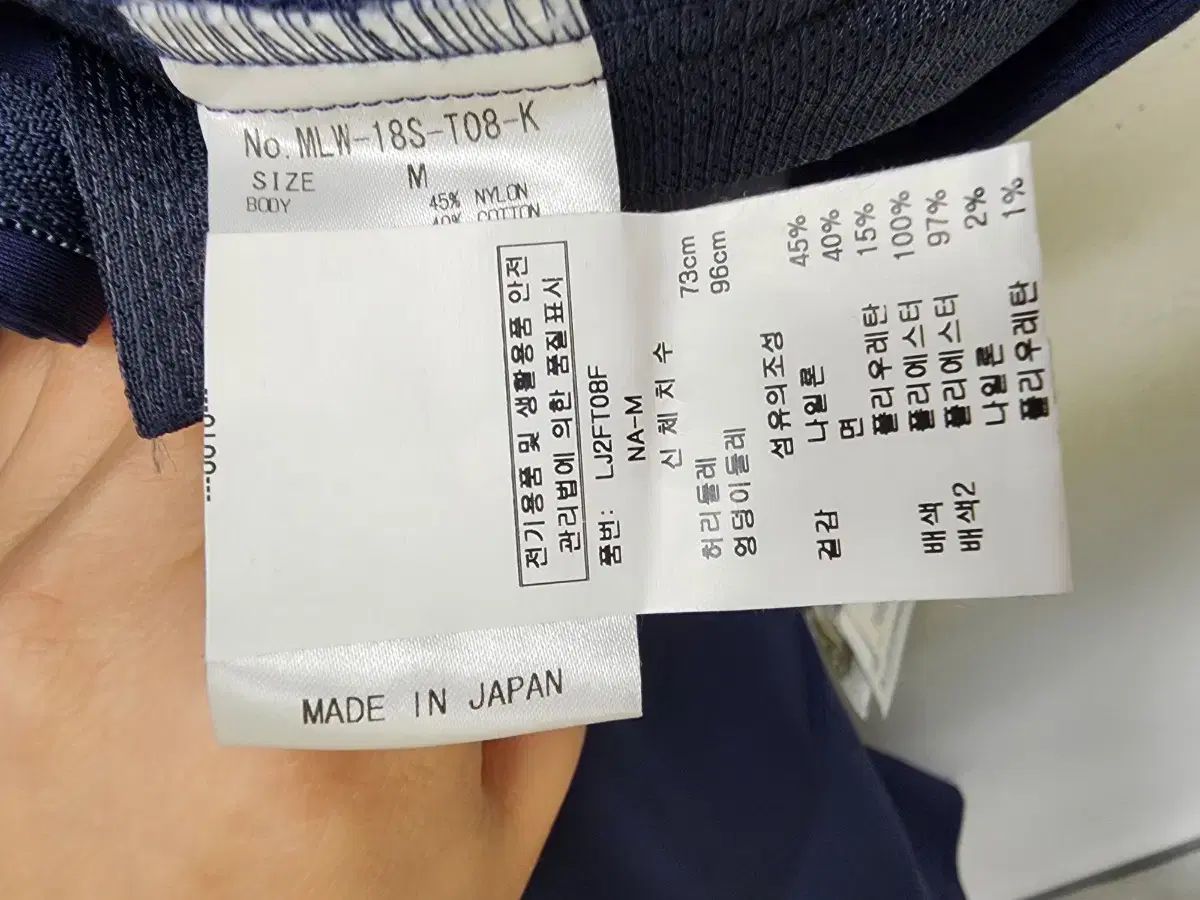 No. MLW-18S-T08-K
SIZE M
BODY 45% NYLON
40% COTTON
전기용품 및 생활용품 안전
관리법에 의한 품질표시
품번: LJ2FT08F
NA-M
신 체 치 수
허리둘레 73cm
엉덩이둘레 96cm
섬유의조성
겉감 나일론 45%
면 40%
폴리우레탄 15%
배색 폴리에스터 100%
배색2 폴리에스터 97%
나일론 2%
폴리우레탄 1%
MADE IN JAPAN